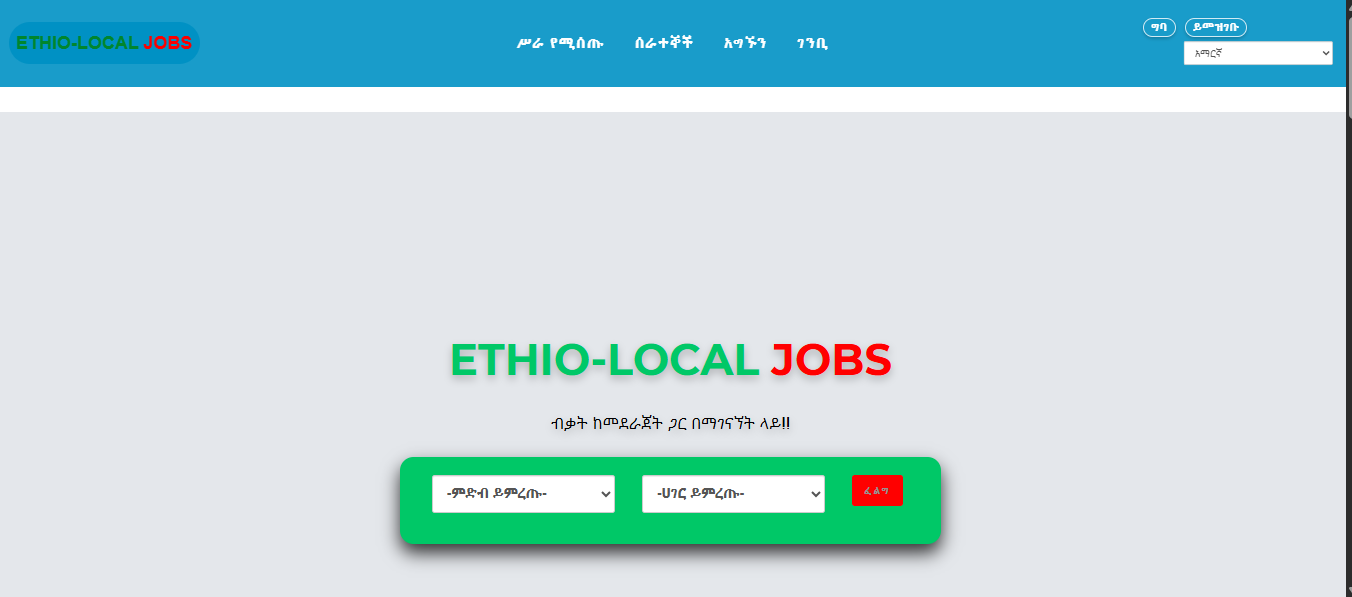 ETHIO-LOCAL JOBS
ሥራ የሚሰጡ ሰራተኞች አግኙን ገንቢ
ግባ ይመዝገቡ
አማርኛ
ETHIO-LOCAL JOBS
ብቃት ከመደራጀት ጋር በማገናኘት ላይ!!
-ምድብ ይምረጡ- -ሀገር ይምረጡ- ፈልግ